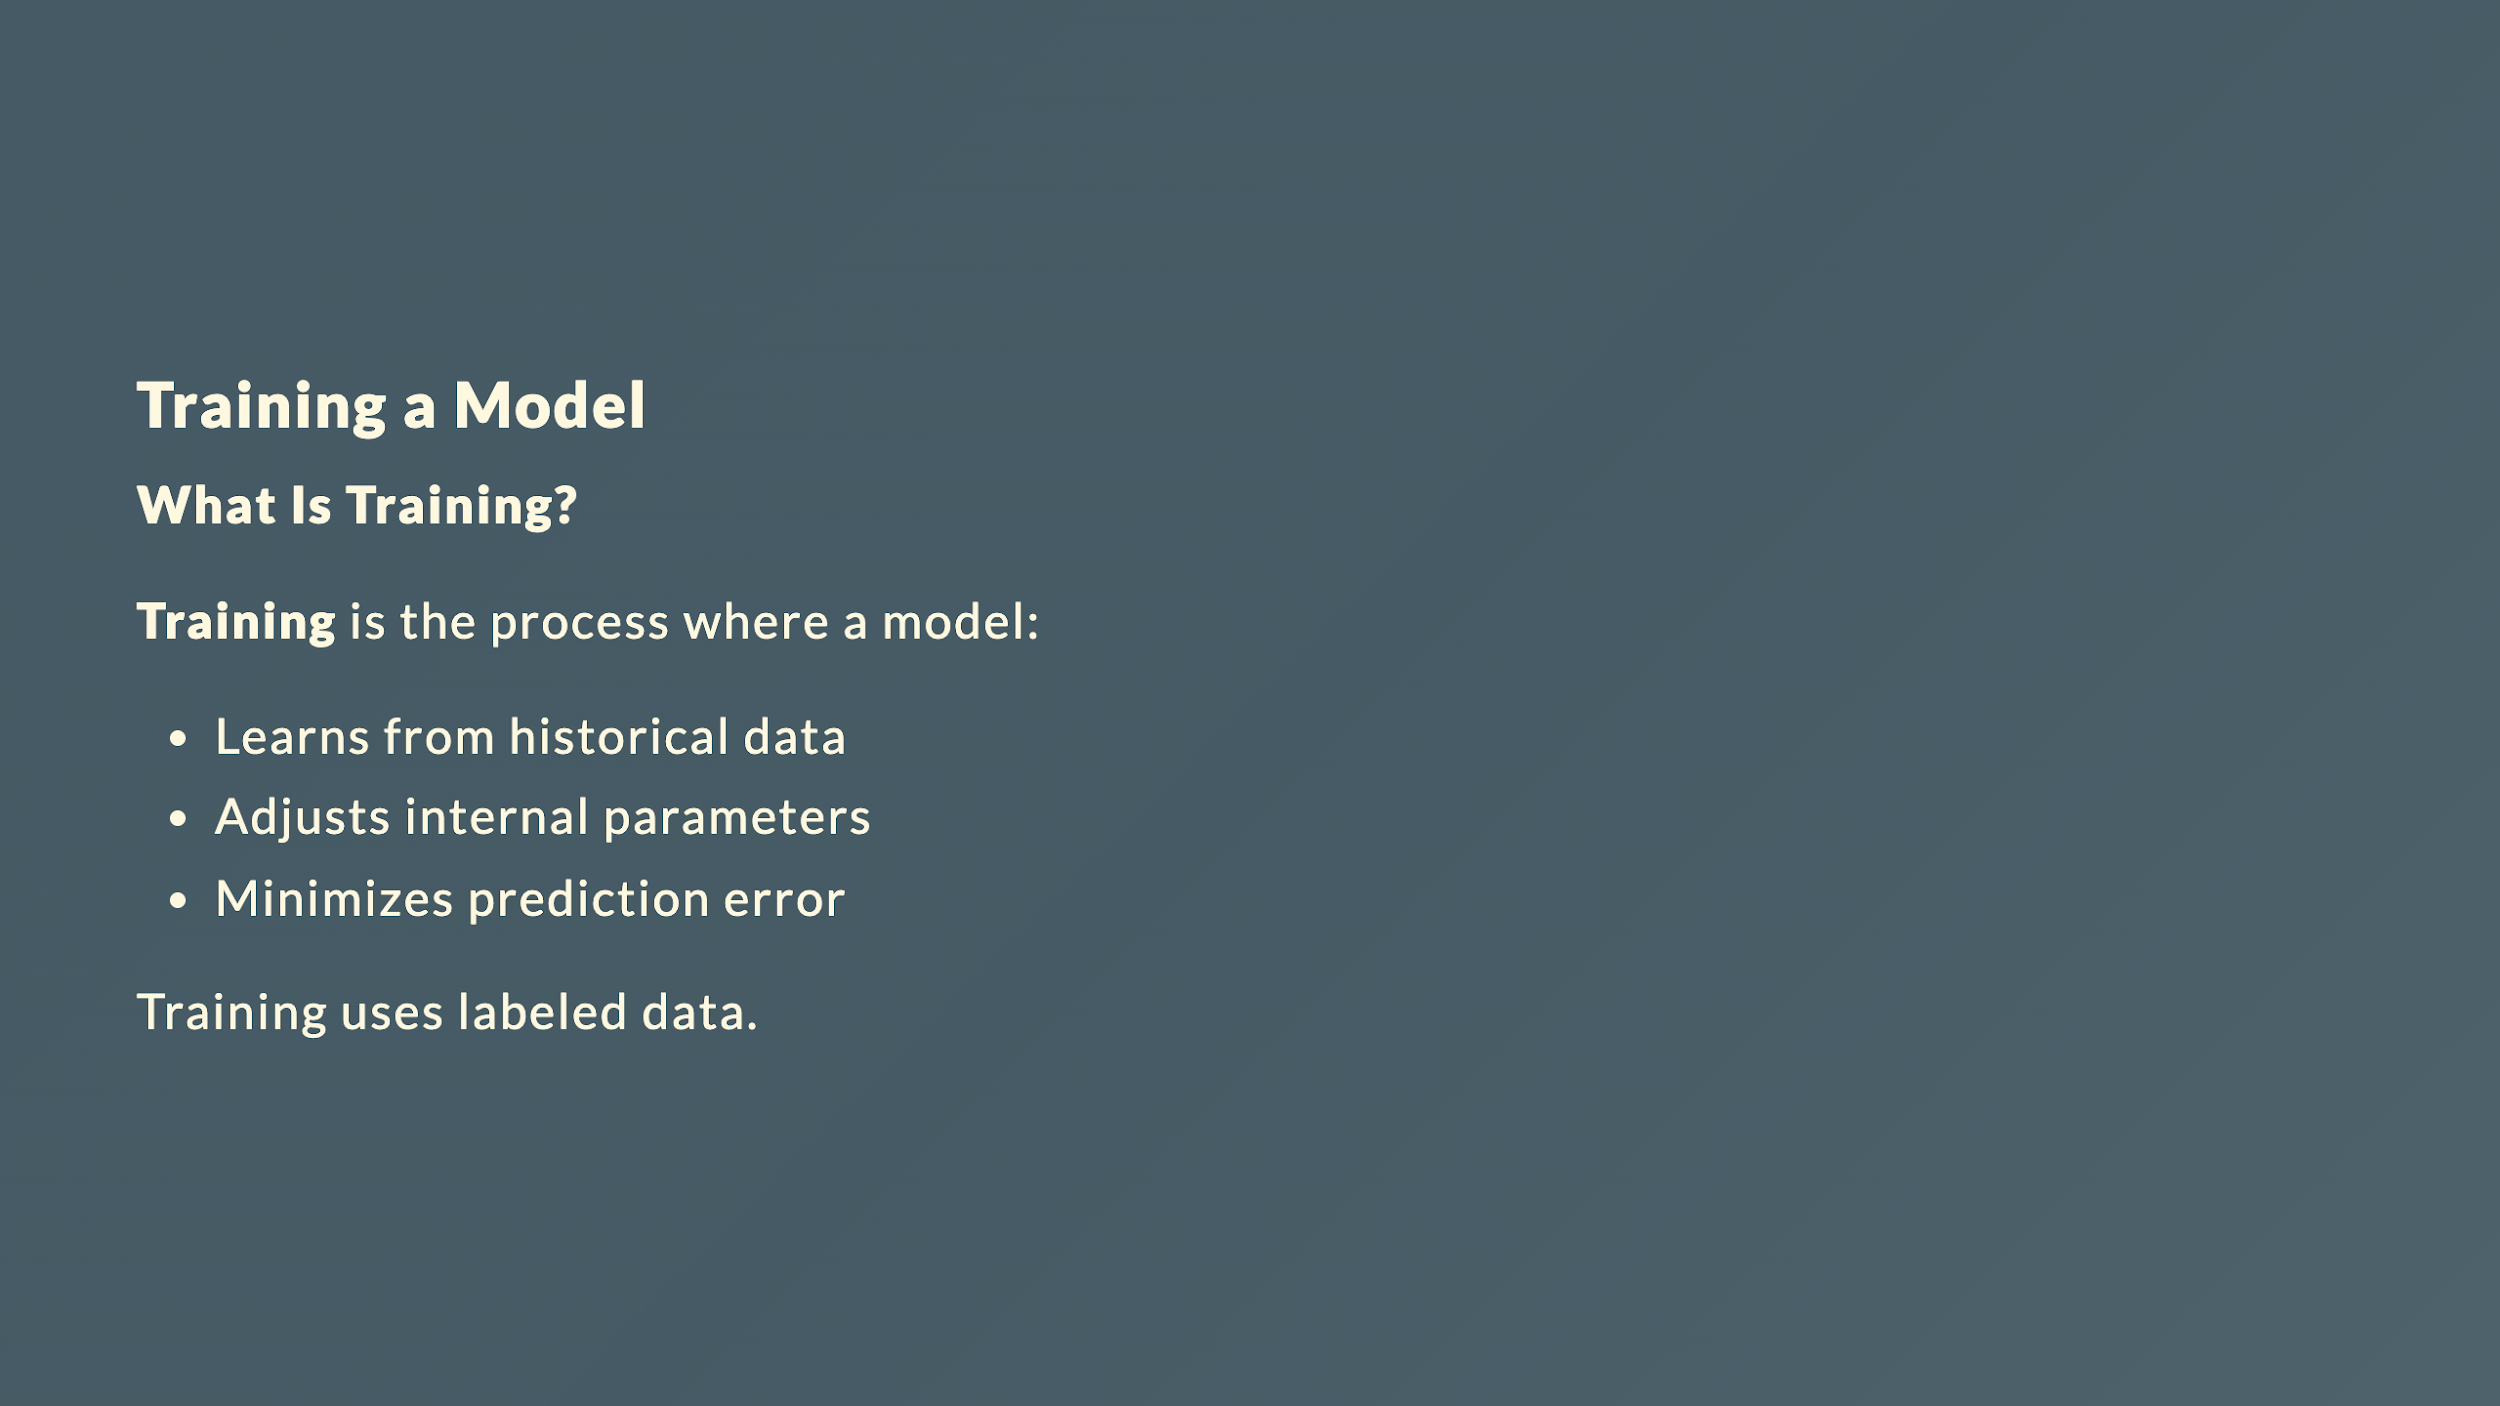 Training a Model
What Is Training?
Training is the process where a model:
• Learns from historical data
• Adjusts internal parameters
• Minimizes prediction error
Training uses labeled data.